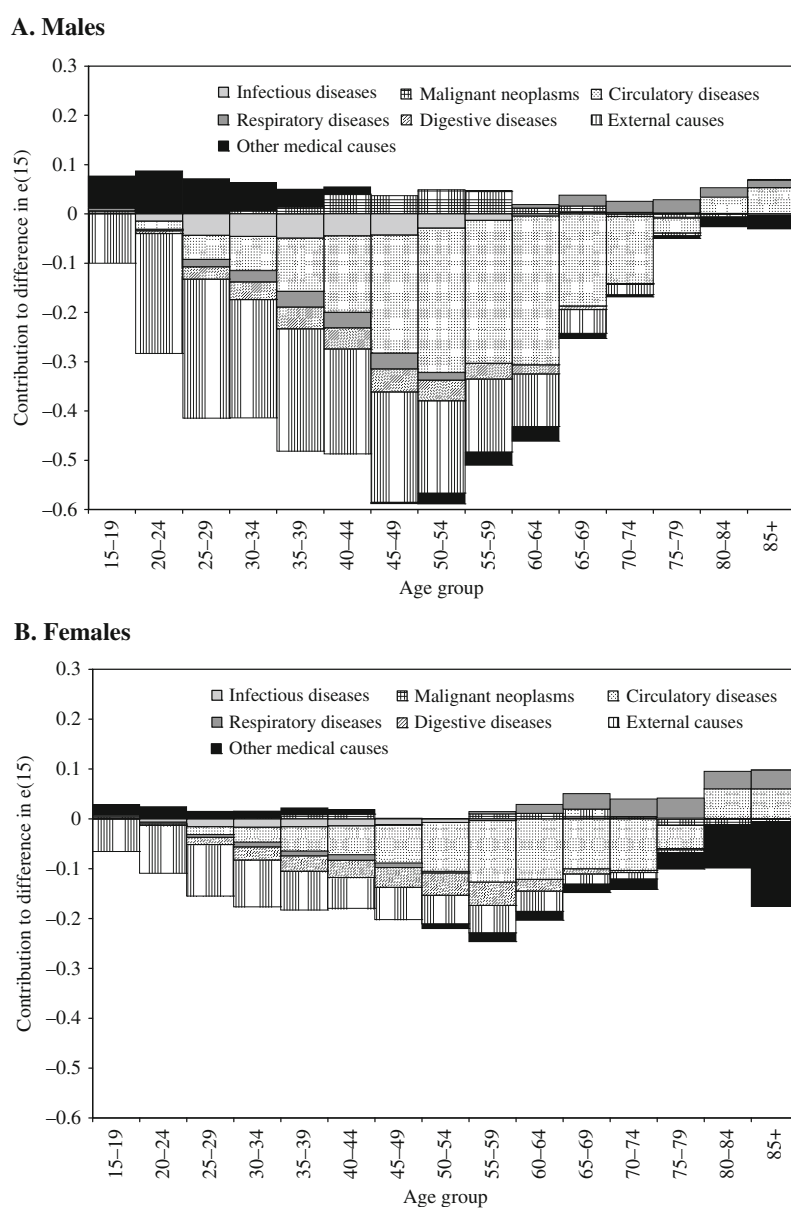 A. Males
0.3
0.2
0.1
0
–0.1
–0.2
–0.3
–0.4
–0.5
–0.6
Contribution to difference in e(15)
Infectious diseases Malignant neoplasms Circulatory diseases
Respiratory diseases Digestive diseases External causes
Other medical causes
15–19 20–24 25–29 30–34 35–39 40–44 45–49 50–54 55–59 60–64 65–69 70–74 75–79 80–84 85+
Age group
B. Females
0.3
0.2
0.1
0
–0.1
–0.2
–0.3
–0.4
–0.5
–0.6
Contribution to difference in e(15)
Infectious diseases Malignant neoplasms Circulatory diseases
Respiratory diseases Digestive diseases External causes
Other medical causes
15–19 20–24 25–29 30–34 35–39 40–44 45–49 50–54 55–59 60–64 65–69 70–74 75–79 80–84 85+
Age group